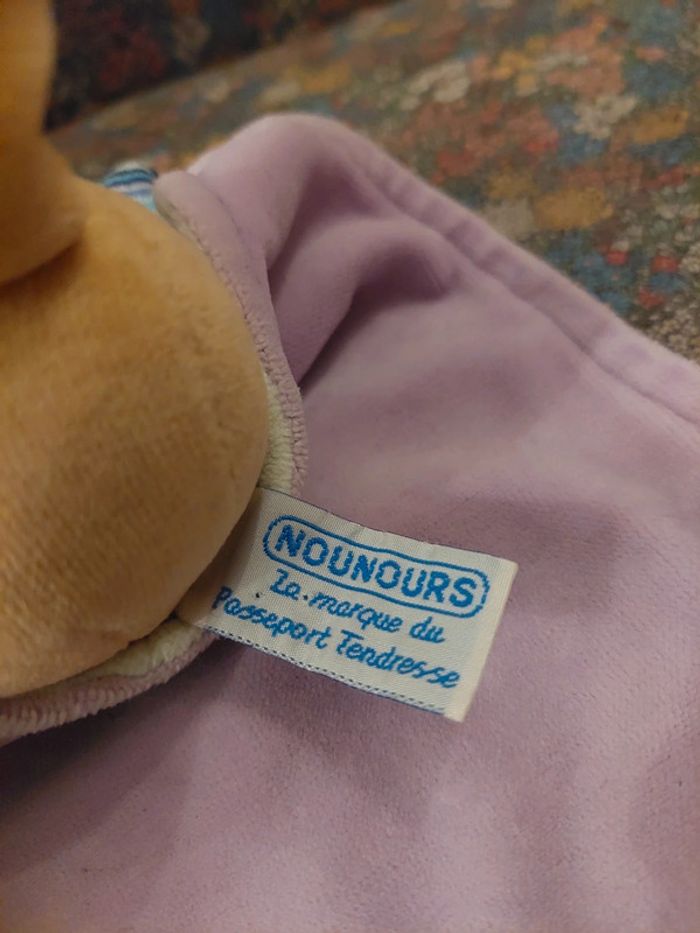 NOUNOURS
La marque du
Passeport Tendresse